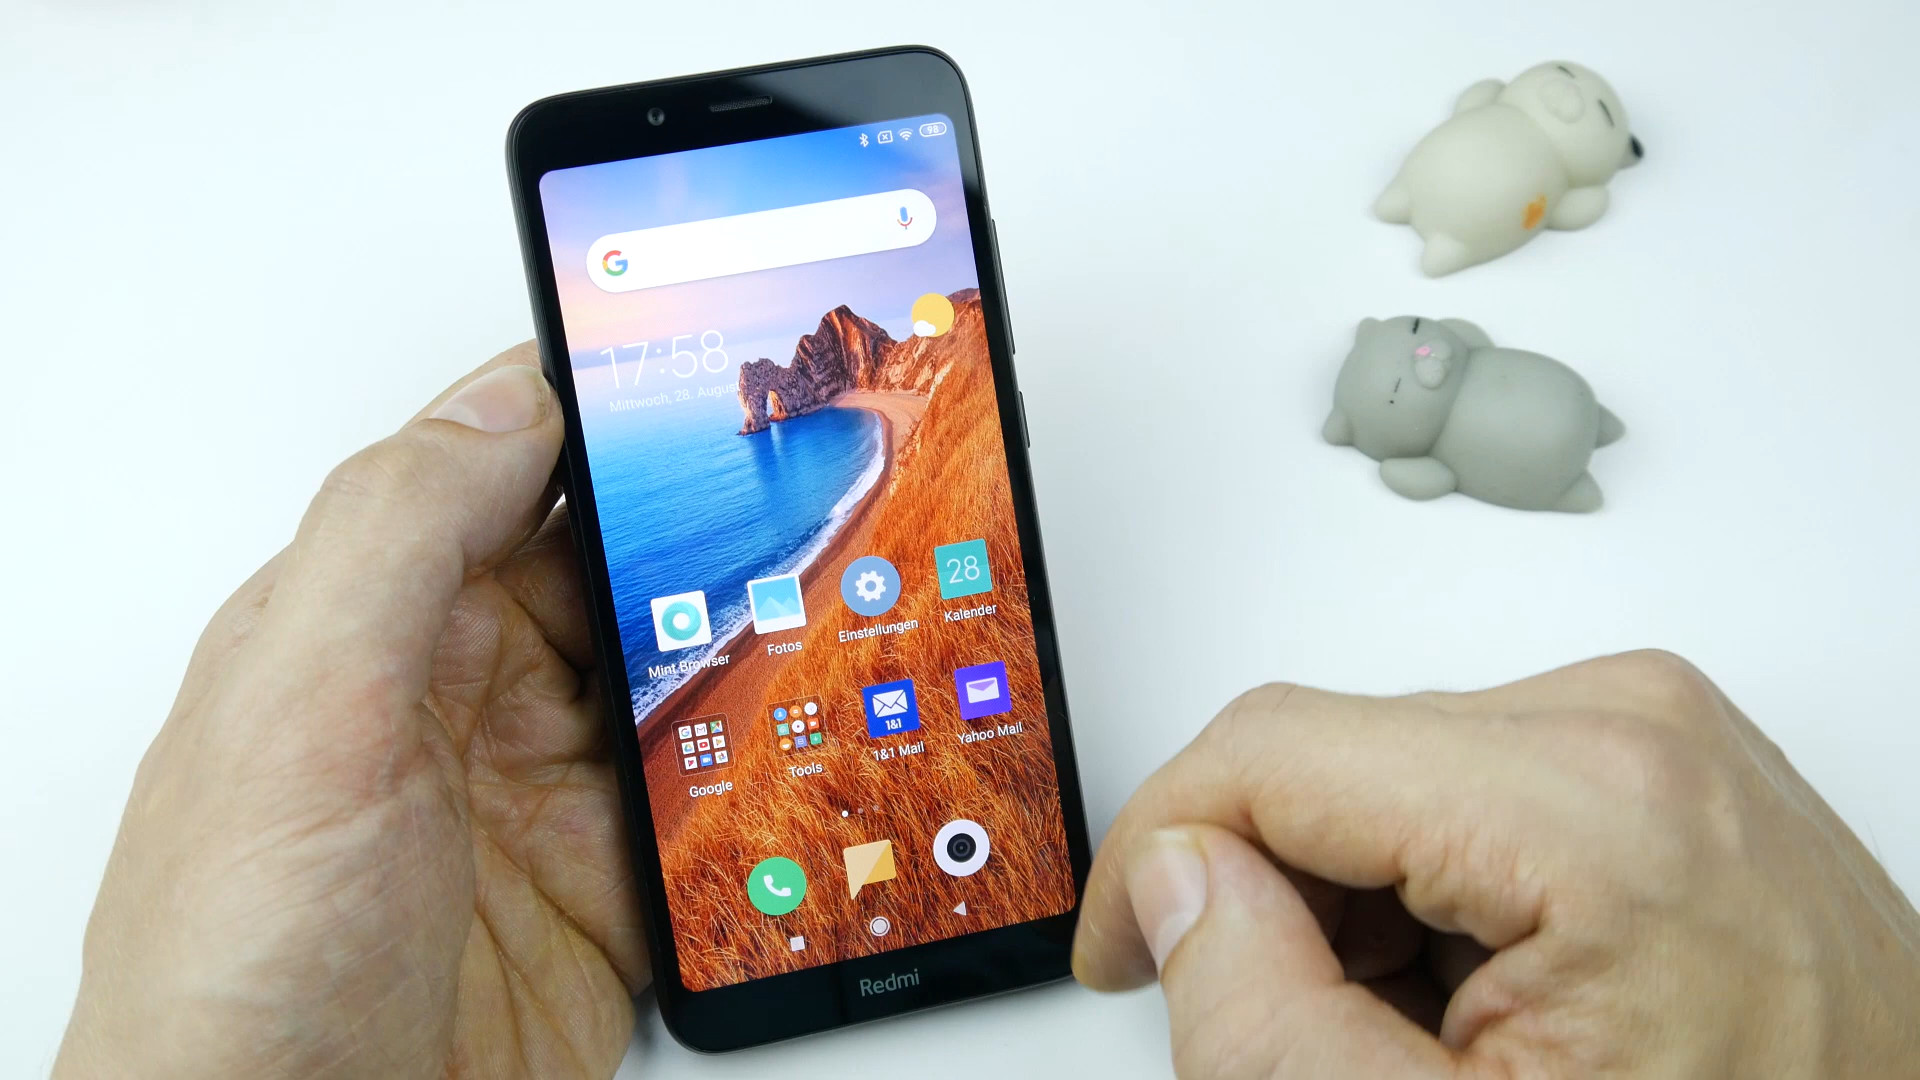 98
17:58
Mittwoch, 28. August
28
Mint Browser
Fotos
Einstellungen
Kalender
1&1
Google
Tools
1&1 Mail
Yahoo Mail
Redmi